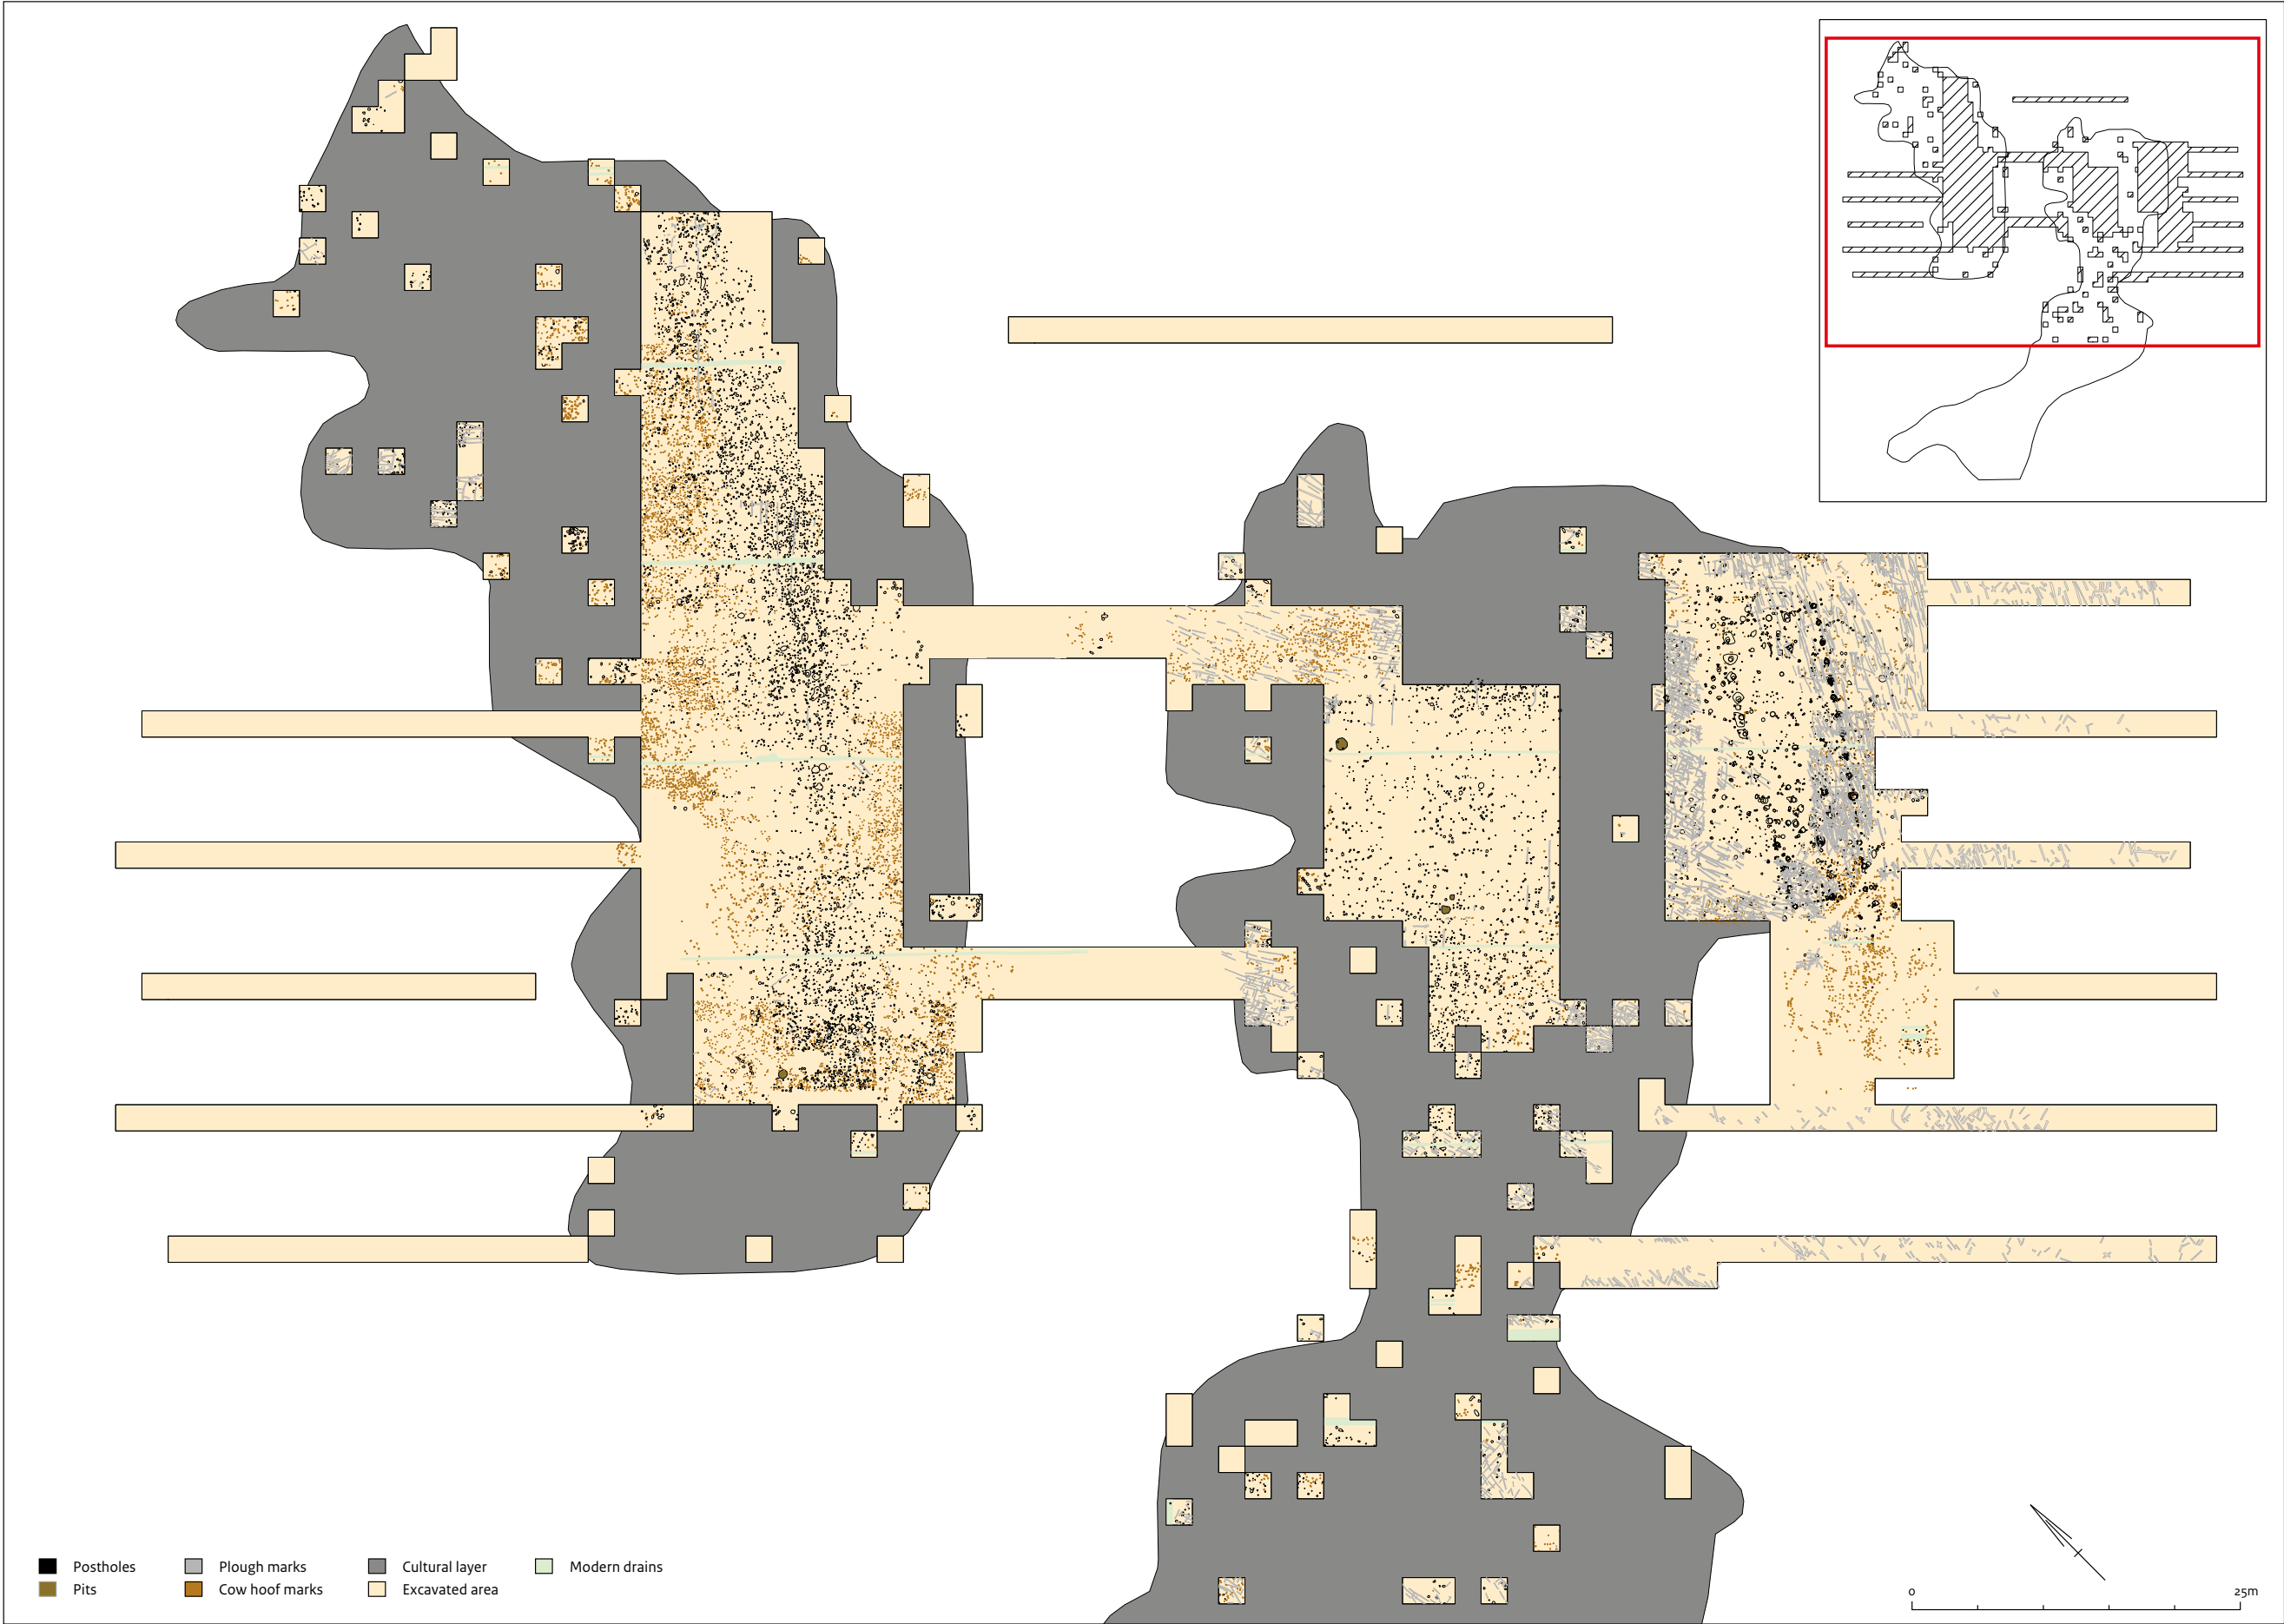 Postholes Plough marks Cultural layer Modern drains
Pits Cow hoof marks Excavated area
0 25m